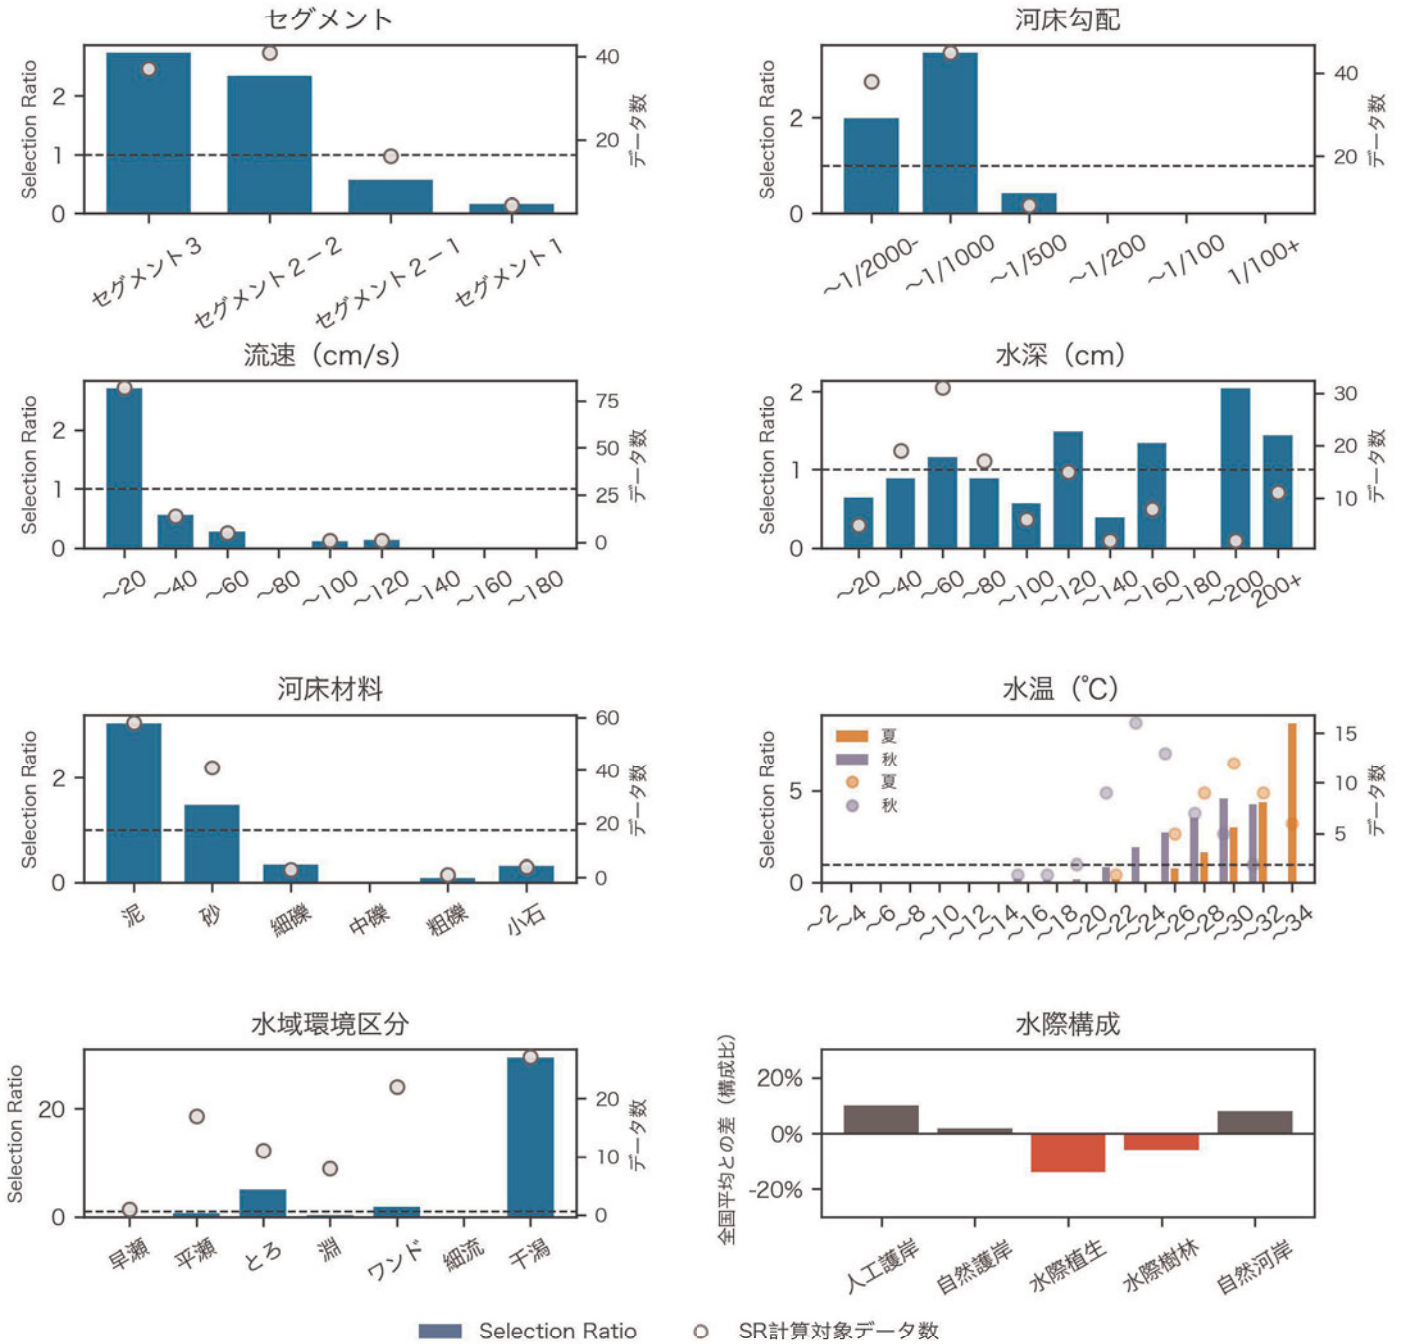 セグメント
Selection Ratio
2
1
0
40
20
データ数
セグメント3
セグメント2-2
セグメント2-1
セグメント1
河床勾配
Selection Ratio
2
0
40
20
データ数
～1/2000-
～1/1000
～1/500
～1/200
～1/100
1/100+
流速（cm/s）
Selection Ratio
2
1
0
75
50
25
0
データ数
～20
～40
～60
～80
～100
～120
～140
～160
～180
水深（cm）
Selection Ratio
2
1
0
30
20
10
データ数
～20
～40
～60
～80
～100
～120
～140
～160
～180
～200
200+
河床材料
Selection Ratio
2
0
60
40
20
0
データ数
泥
砂
細礫
中礫
粗礫
小石
水温（℃）
Selection Ratio
5
0
夏
秋
夏
秋
15
10
5
データ数
～2
～4
～6
～8
～10
～12
～14
～16
～18
～20
～22
～24
～26
～28
～30
～32
～34
水域環境区分
Selection Ratio
20
0
20
10
0
データ数
早瀬
平瀬
とろ
淵
ワンド
細流
干潟
水際構成
全国平均との差（構成比）
20%
0%
-20%
人工護岸
自然護岸
水際植生
水際樹林
自然河岸
Selection Ratio
SR計算対象データ数